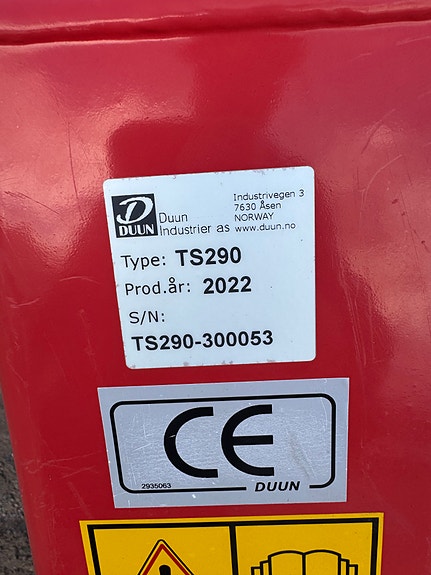 DUUN
Duun
Industrier as
Industrivegen 3
7630 Åsen
NORWAY
www.duun.no
Type: TS290
Prod.år: 2022
S/N:
TS290-300053
CE
2935063
DUUN